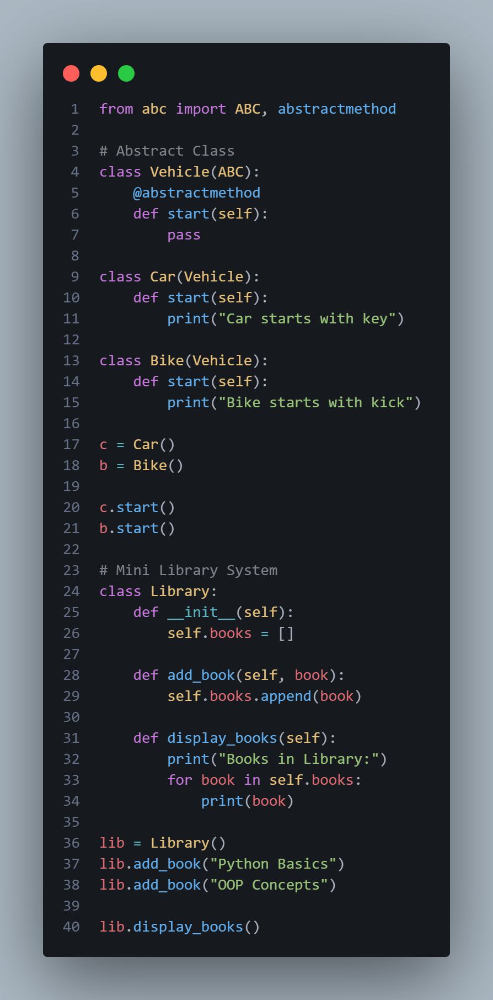 1 from abc import ABC, abstractmethod
2
3 # Abstract Class
4 class Vehicle(ABC):
5     @abstractmethod
6     def start(self):
7         pass
8
9 class Car(Vehicle):
10     def start(self):
11         print("Car starts with key")
12
13 class Bike(Vehicle):
14     def start(self):
15         print("Bike starts with kick")
16
17 c = Car()
18 b = Bike()
19
20 c.start()
21 b.start()
22
23 # Mini Library System
24 class Library:
25     def __init__(self):
26         self.books = []
27
28     def add_book(self, book):
29         self.books.append(book)
30
31     def display_books(self):
32         print("Books in Library:")
33         for book in self.books:
34             print(book)
35
36 lib = Library()
37 lib.add_book("Python Basics")
38 lib.add_book("OOP Concepts")
39
40 lib.display_books()